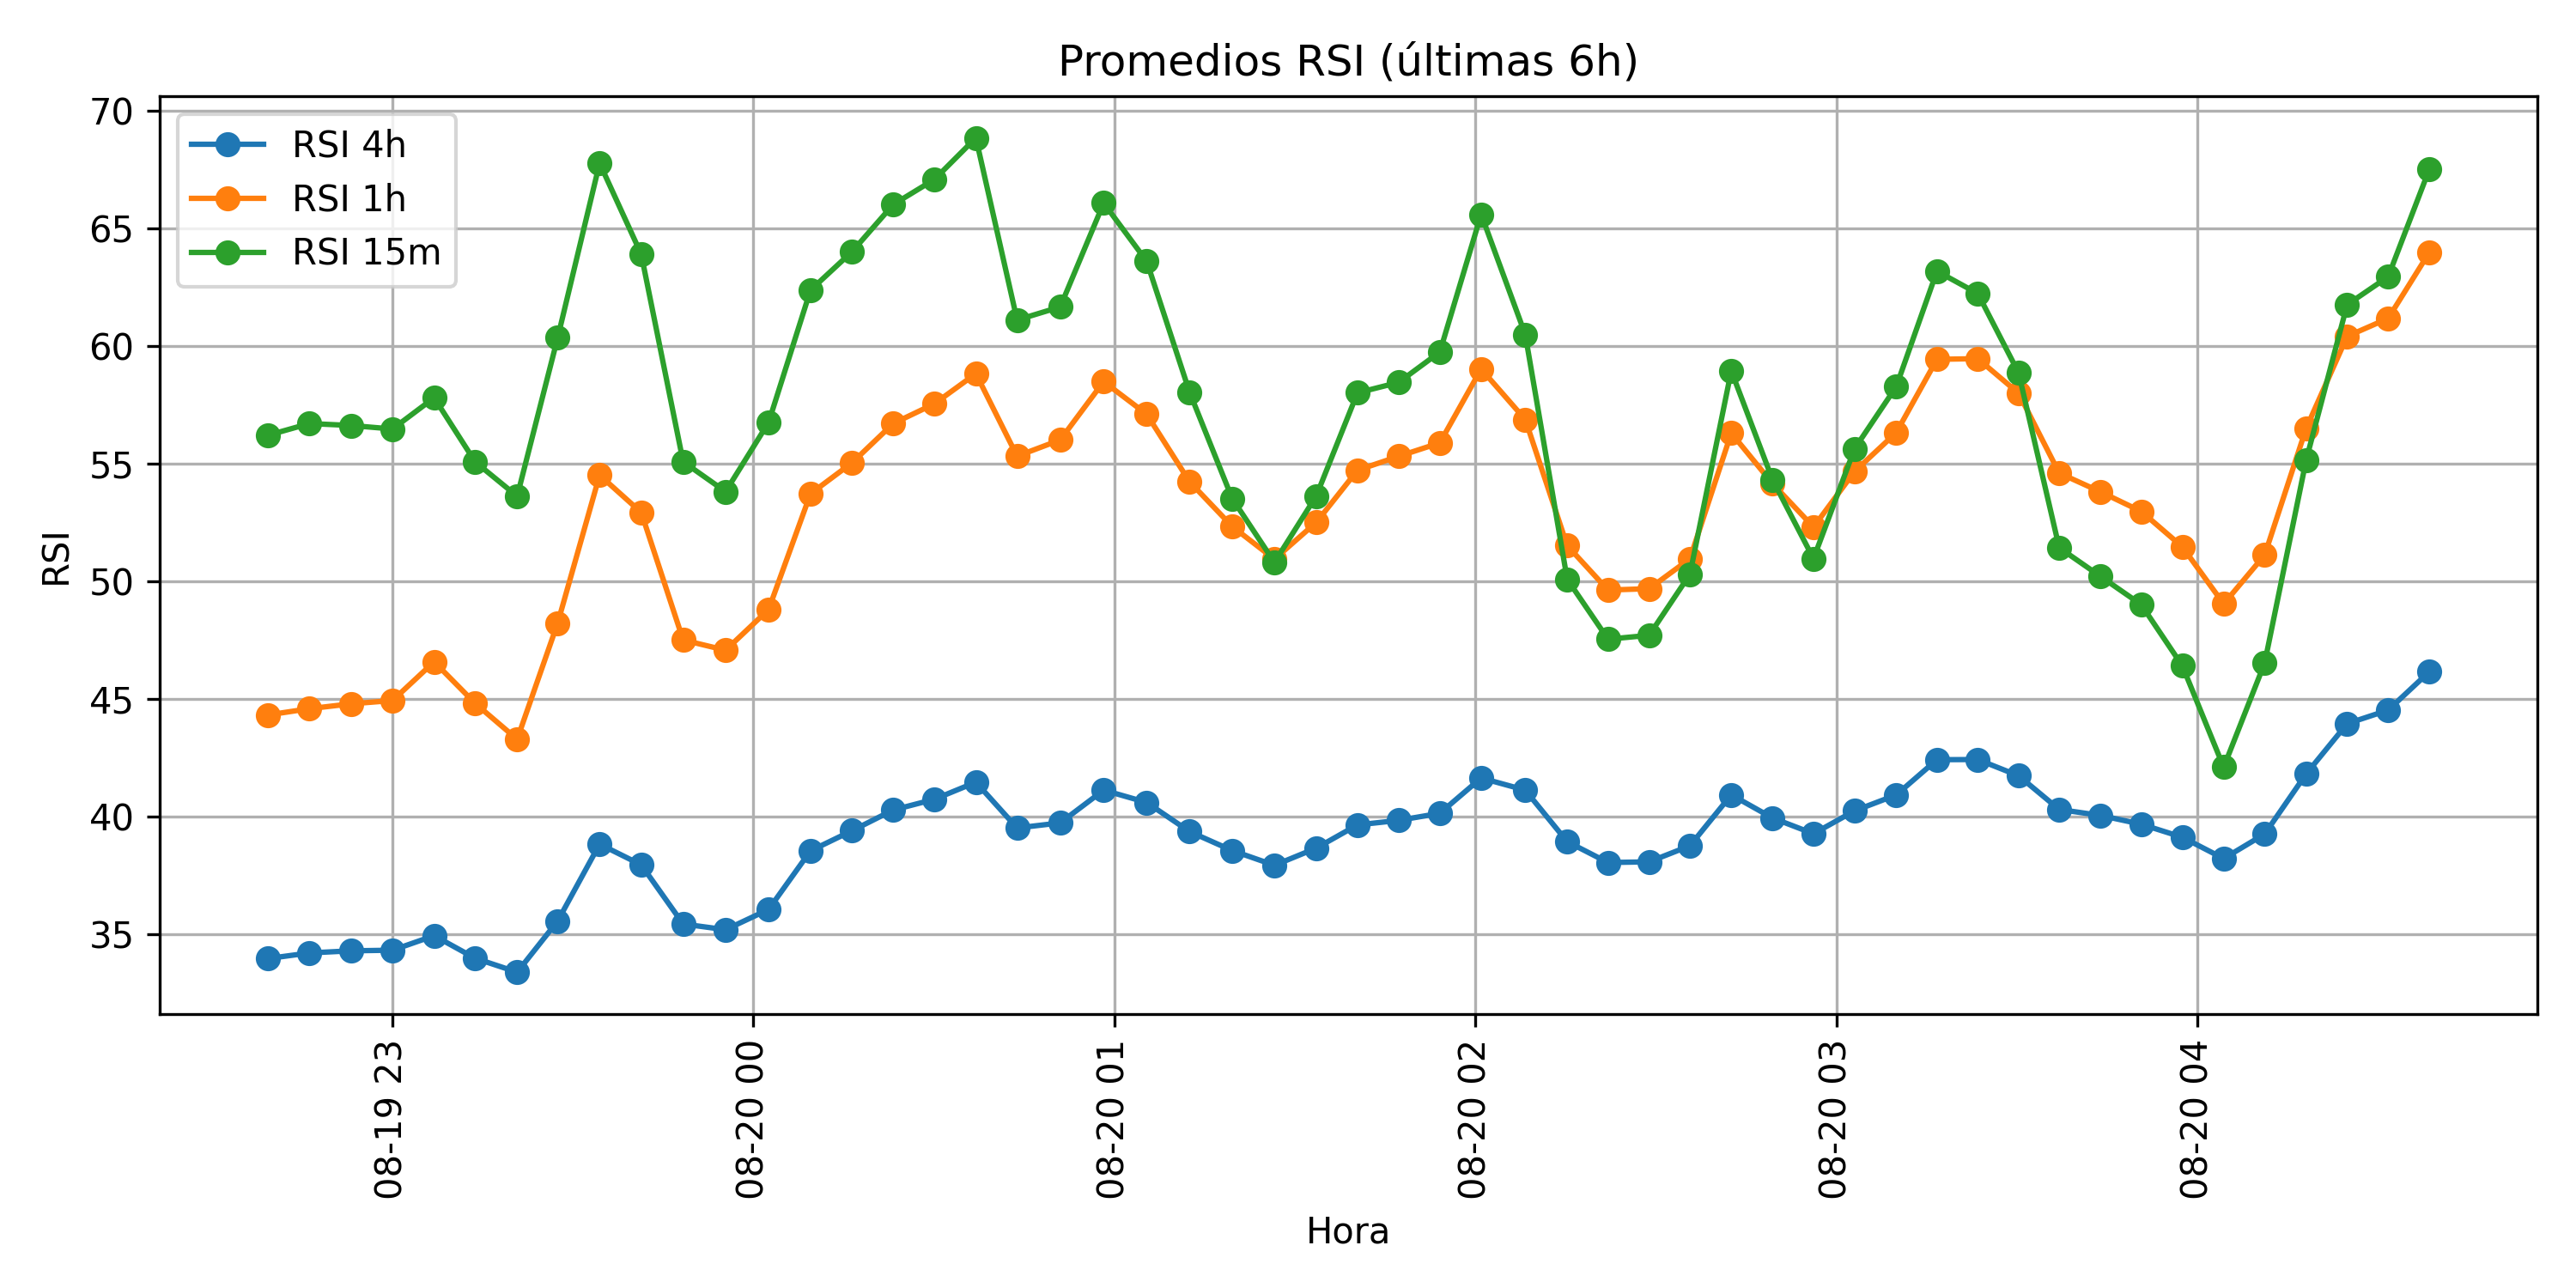 Promedios RSI (últimas 6h)
RSI 4h
RSI 1h
RSI 15m
RSI
70
65
60
55
50
45
40
35
08-19 23
08-20 00
08-20 01
08-20 02
08-20 03
08-20 04
Hora